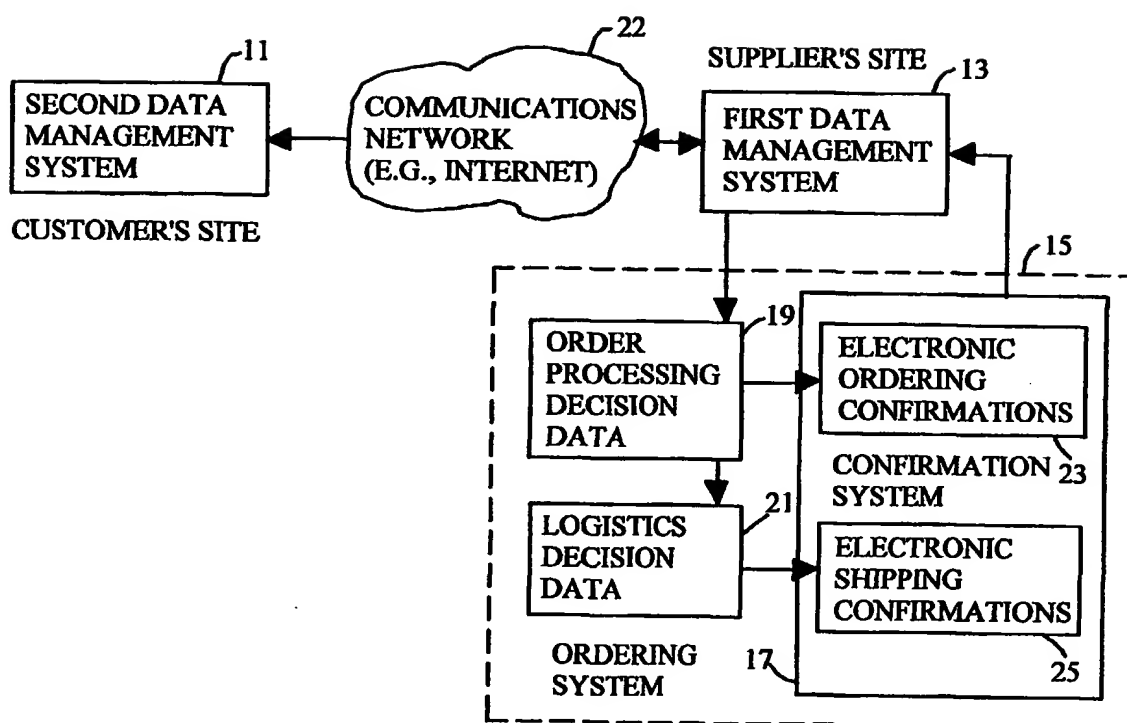 22
11
SUPPLIER'S SITE
13
SECOND DATA
MANAGEMENT
SYSTEM
COMMUNICATIONS
NETWORK
(E.G., INTERNET)
FIRST DATA
MANAGEMENT
SYSTEM
CUSTOMER'S SITE
15
19
ORDER
PROCESSING
DECISION
DATA
ELECTRONIC
ORDERING
CONFIRMATIONS
23
CONFIRMATION
SYSTEM
21
LOGISTICS
DECISION
DATA
ELECTRONIC
SHIPPING
CONFIRMATIONS
25
17
ORDERING
SYSTEM